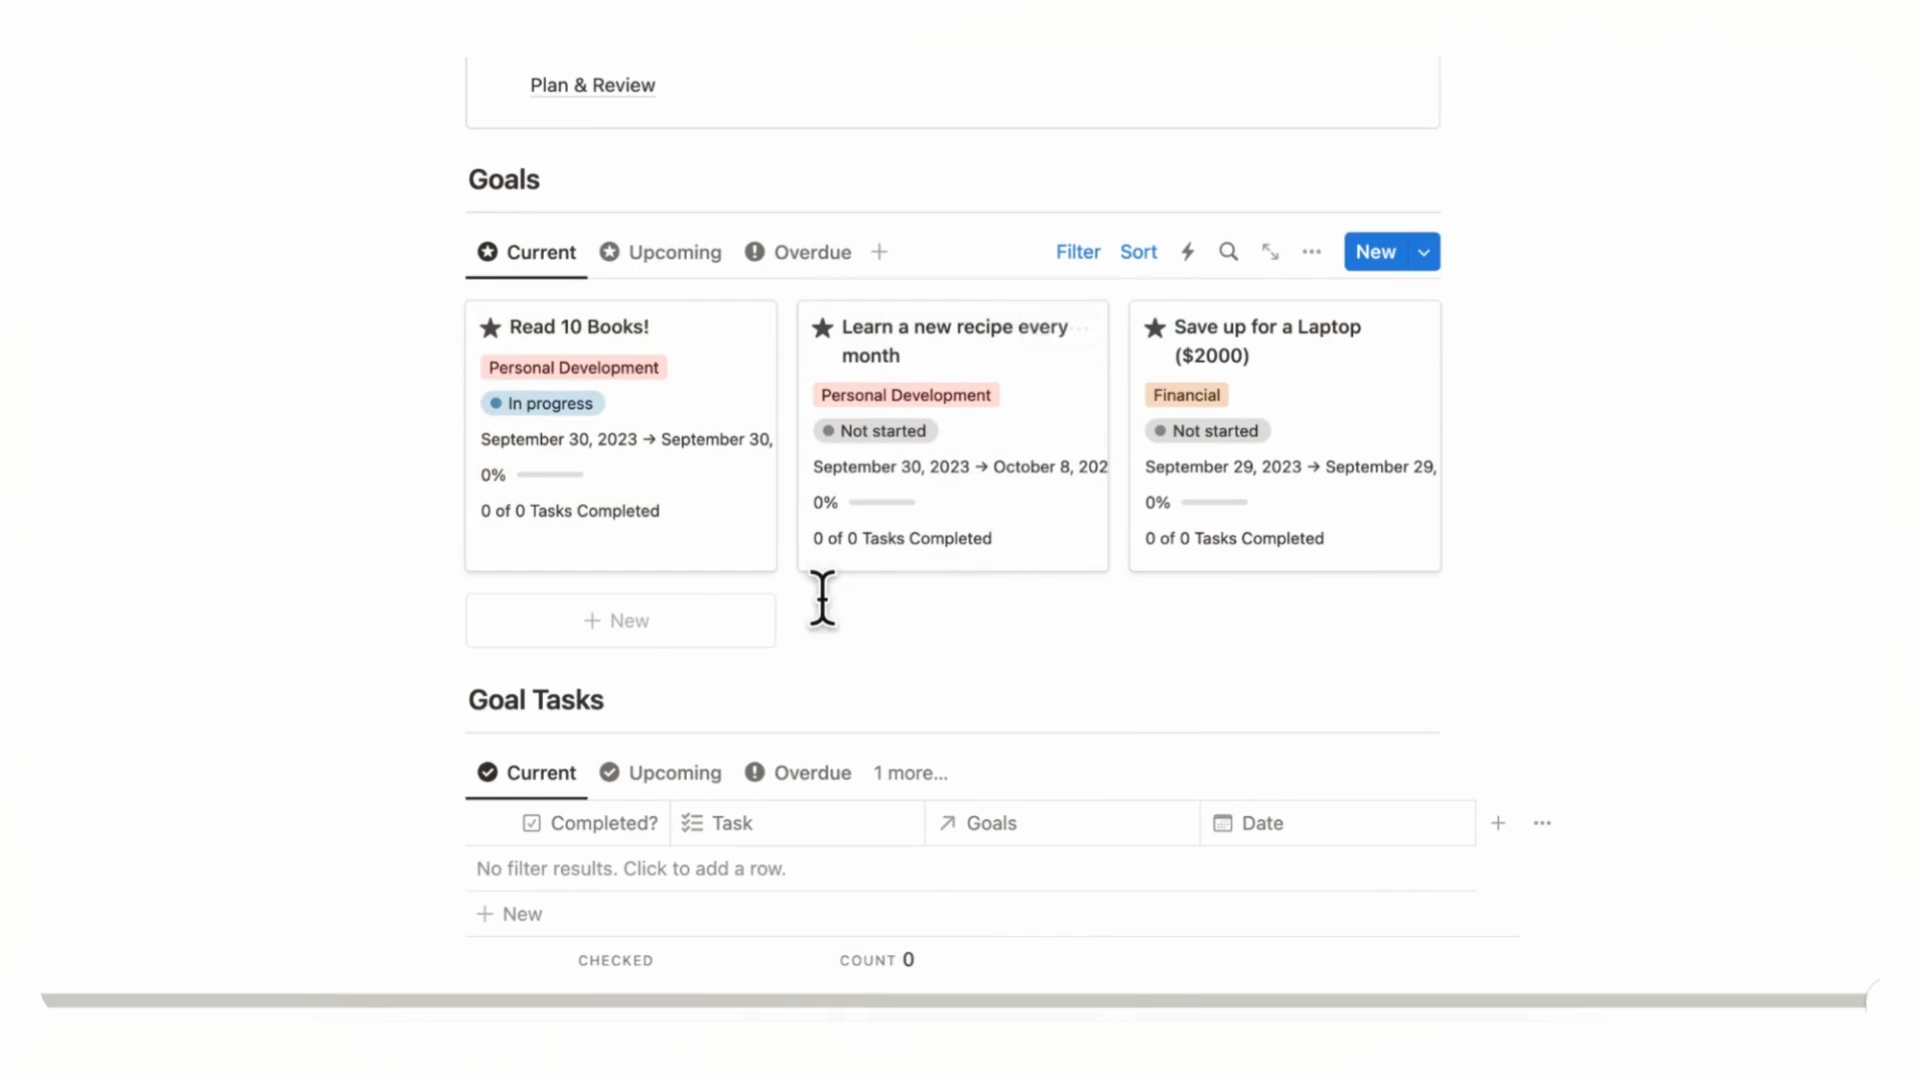 Plan & Review
Goals
Current Upcoming Overdue
Filter Sort New
Read 10 Books!
Personal Development
In progress
September 30, 2023 → September 30,
0%
0 of 0 Tasks Completed
Learn a new recipe every
month
Personal Development
Not started
September 30, 2023 → October 8, 202
0%
0 of 0 Tasks Completed
Save up for a Laptop
($2000)
Financial
Not started
September 29, 2023 → September 29,
0%
0 of 0 Tasks Completed
+ New
Goal Tasks
Current Upcoming Overdue 1 more...
Completed? Task Goals Date
No filter results. Click to add a row.
+ New
CHECKED COUNT 0